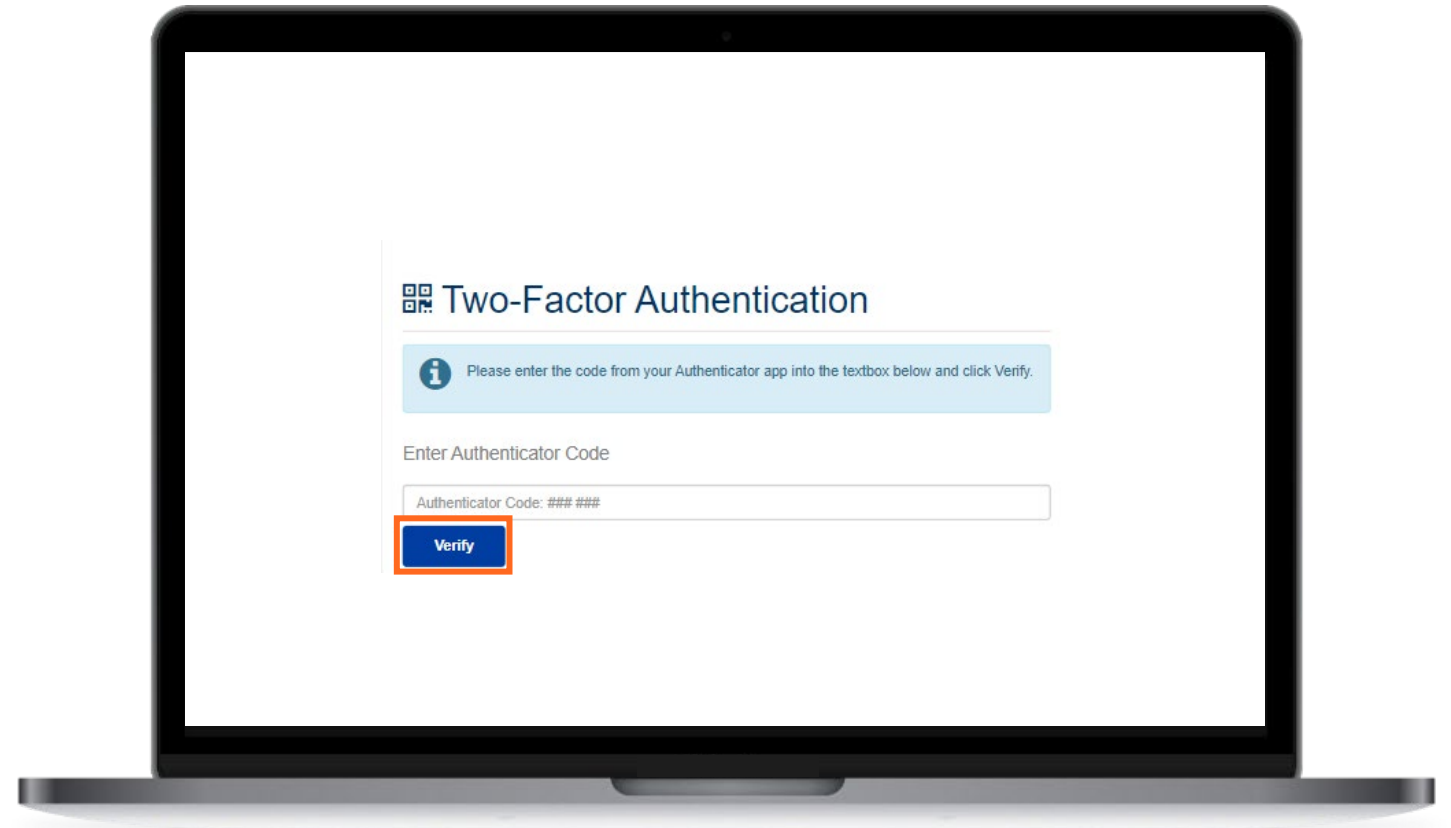 Two-Factor Authentication
Please enter the code from your Authenticator app into the textbox below and click Verify.
Enter Authenticator Code
Authenticator Code: ### ###
Verify